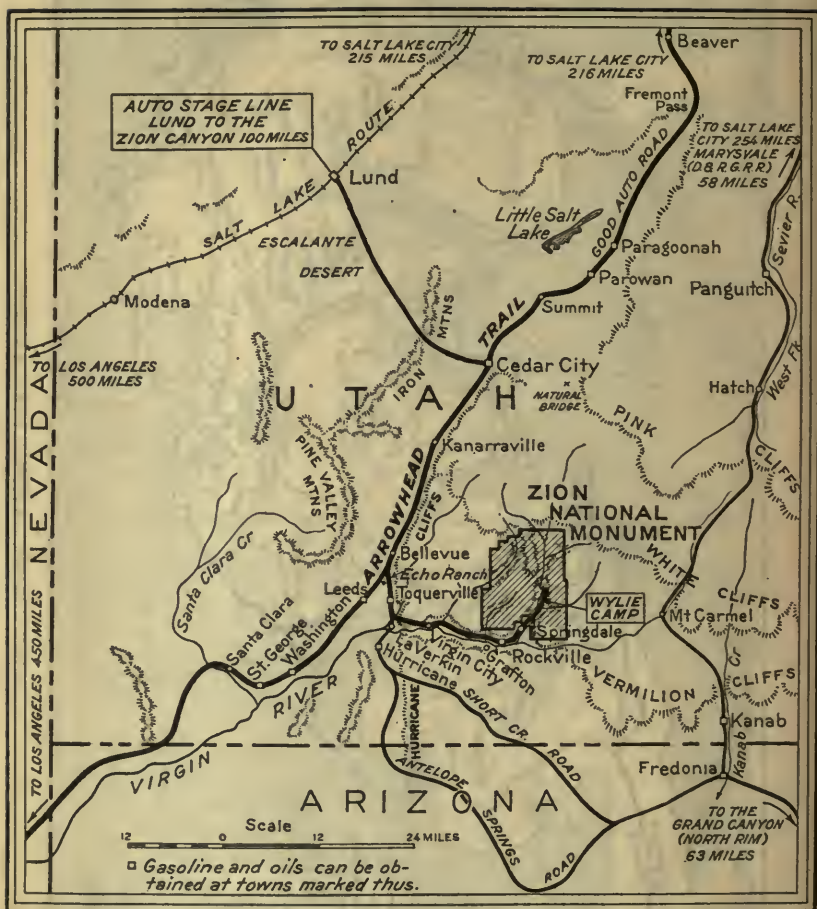 TO SALT LAKE CITY
215 MILES
TO SALT LAKE CITY
216 MILES
Beaver
Fremont
Pass
AUTO STAGE LINE
LUND TO THE
ZION CANYON 100 MILES
TO SALT LAKE
CITY 254 MILES
MARYSVALE
(D.& R.G.R.R.)
58 MILES
Lund
SALT LAKE ROUTE
ESCALANTE
DESERT
Little Salt
Lake
GOOD AUTO ROAD
Paragoonah
Parowan
Summit
Sevier R.
Panguitch
Modena
TO LOS ANGELES
500 MILES
NEVADA
UTAH
IRON MTNS
ARROWHEAD TRAIL
Cedar City
NATURAL
BRIDGE
Hatch
West Fk
PINK CLIFFS
PINE VALLEY
MTNS
Kanarraville
CLIFFS
ZION
NATIONAL
MONUMENT
WHITE CLIFFS
Santa Clara Cr
Bellevue
Echo Ranch
Leeds
Toquerville
WYLIE
CAMP
Mt Carmel
Santa Clara
St. George
Washington
LaVerkin
Virgin City
Grafton
Springdale
Rockville
Hurricane
VERMILION CLIFFS
Kanab
Kanab Cr
TO LOS ANGELES 450 MILES
VIRGIN RIVER
HURRICANE
SHORT CR. ROAD
Fredonia
ARIZONA
ANTELOPE SPRINGS ROAD
TO THE
GRAND CANYON
(NORTH RIM)
63 MILES
Scale
12 0 12 24 MILES
Gasoline and oils can be ob-
tained at towns marked thus.